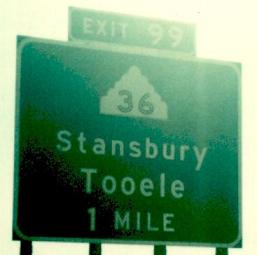 EXIT 99
36
Stansbury
Tooele
1 MILE